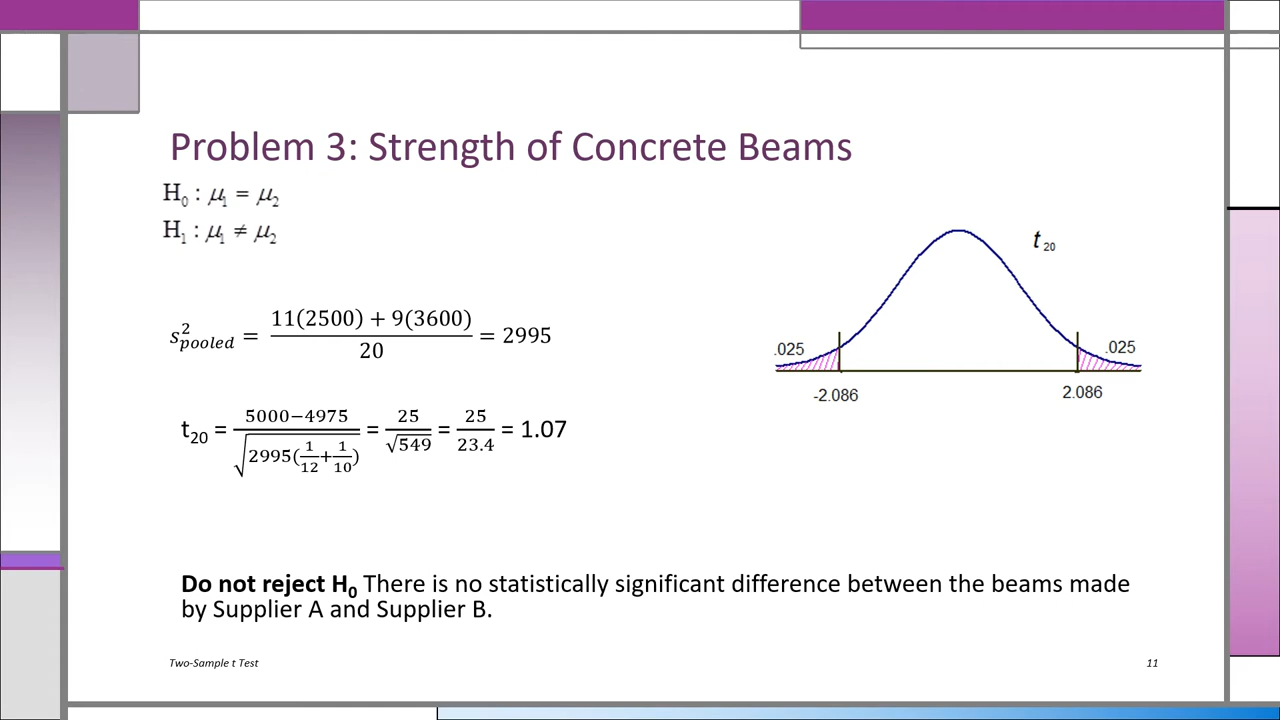 Problem 3: Strength of Concrete Beams
H₀ : μ₁ = μ₂
H₁ : μ₁ ≠ μ₂
t ₂₀
s²pooled = (11(2500) + 9(3600))/20 = 2995
.025 .025
-2.086 2.086
t₂₀ = (5000−4975)/√(2995(1/12+1/10)) = 25/√549 = 25/23.4 = 1.07
Do not reject H₀ There is no statistically significant difference between the beams made
by Supplier A and Supplier B.
Two-Sample t Test 11